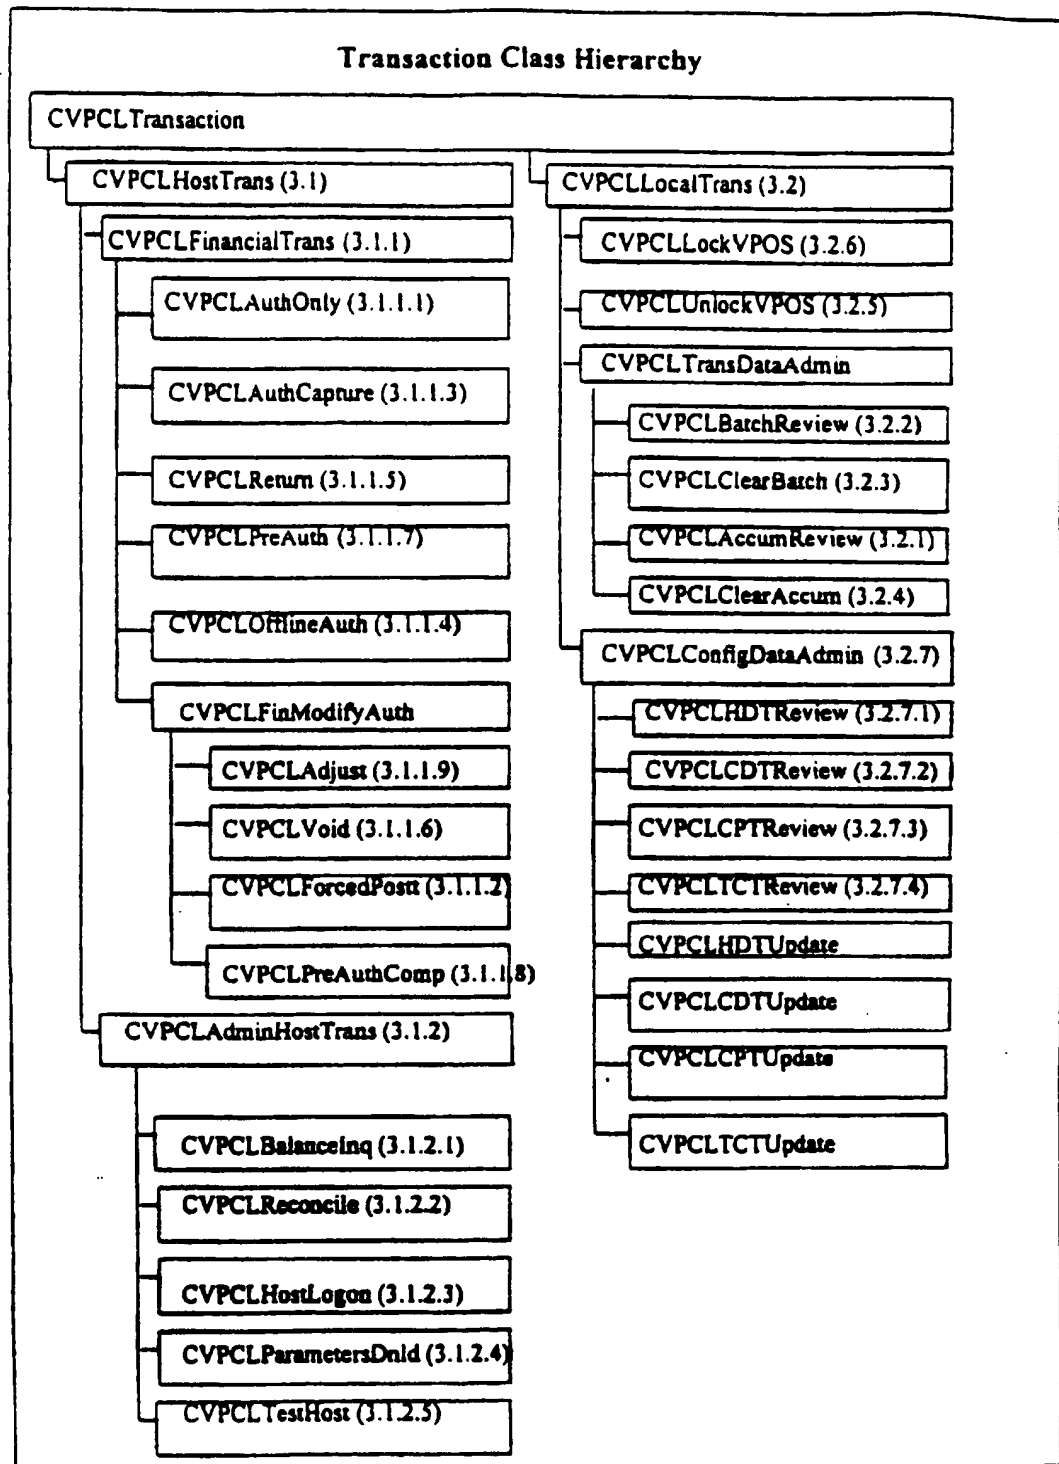 Transaction Class Hierarchy
CVPCLTransaction
CVPCLHostTrans (3.1)
CVPCLFinancialTrans (3.1.1)
CVPCLAuthOnly (3.1.1.1)
CVPCLAuthCapture (3.1.1.3)
CVPCLReturn (3.1.1.5)
CVPCLPreAuth (3.1.1.7)
CVPCLOfflineAuth (3.1.1.4)
CVPCLFinModifyAuth
CVPCLAdjust (3.1.1.9)
CVPCLVoid (3.1.1.6)
CVPCLForcedPostt (3.1.1.2)
CVPCLPreAuthComp (3.1.1.8)
CVPCLAdminHostTrans (3.1.2)
CVPCLBalanceInq (3.1.2.1)
CVPCLReconcile (3.1.2.2)
CVPCLHostLogon (3.1.2.3)
CVPCLParametersDnld (3.1.2.4)
CVPCLTestHost (3.1.2.5)
CVPCLLocalTrans (3.2)
CVPCLLockVPOS (3.2.6)
CVPCLUnlockVPOS (3.2.5)
CVPCLTransDataAdmin
CVPCLBatchReview (3.2.2)
CVPCLClearBatch (3.2.3)
CVPCLAccumReview (3.2.1)
CVPCLClearAccum (3.2.4)
CVPCLConfigDataAdmin (3.2.7)
CVPCLHDTReview (3.2.7.1)
CVPCLCDTReview (3.2.7.2)
CVPCLCPTReview (3.2.7.3)
CVPCLTCTReview (3.2.7.4)
CVPCLHDTUpdate
CVPCLCDTUpdate
CVPCLCPTUpdate
CVPCLTCTUpdate